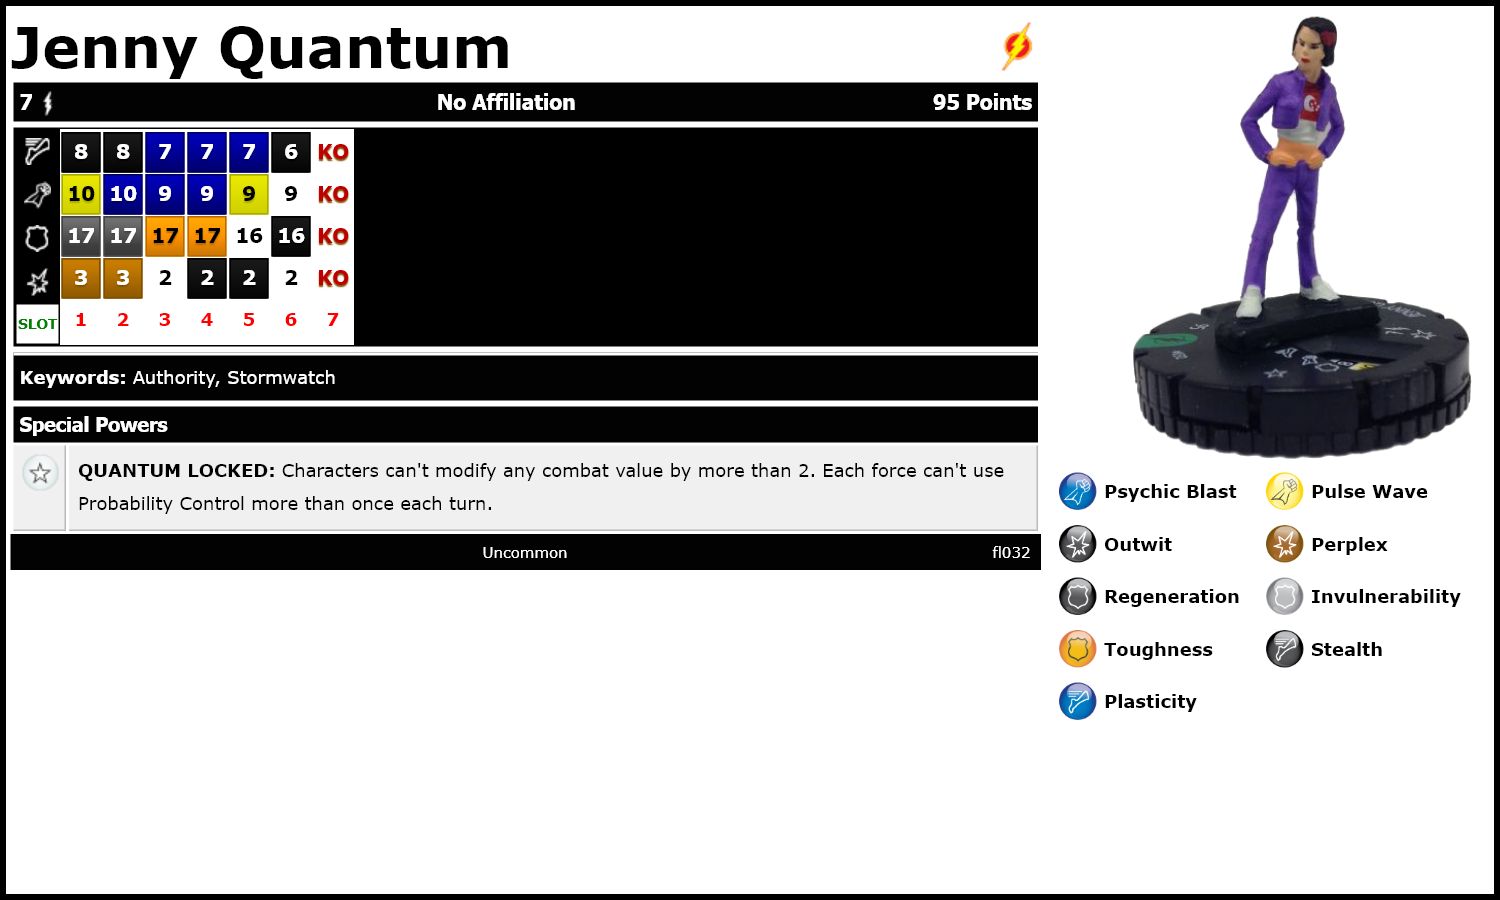 Jenny Quantum
7 No Affiliation 95 Points
8 8 7 7 7 6 KO
10 10 9 9 9 9 KO
17 17 17 17 16 16 KO
3 3 2 2 2 2 KO
SLOT 1 2 3 4 5 6 7
Keywords: Authority, Stormwatch
Special Powers
QUANTUM LOCKED: Characters can't modify any combat value by more than 2. Each force can't use
Probability Control more than once each turn.
Uncommon fl032
Psychic Blast Pulse Wave
Outwit Perplex
Regeneration Invulnerability
Toughness Stealth
Plasticity